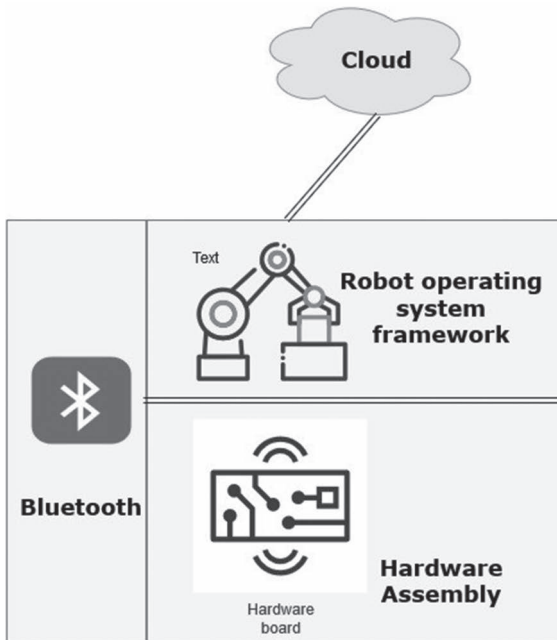 Cloud
Text
Robot operating
system
framework
Bluetooth
Hardware
Assembly
Hardware
board